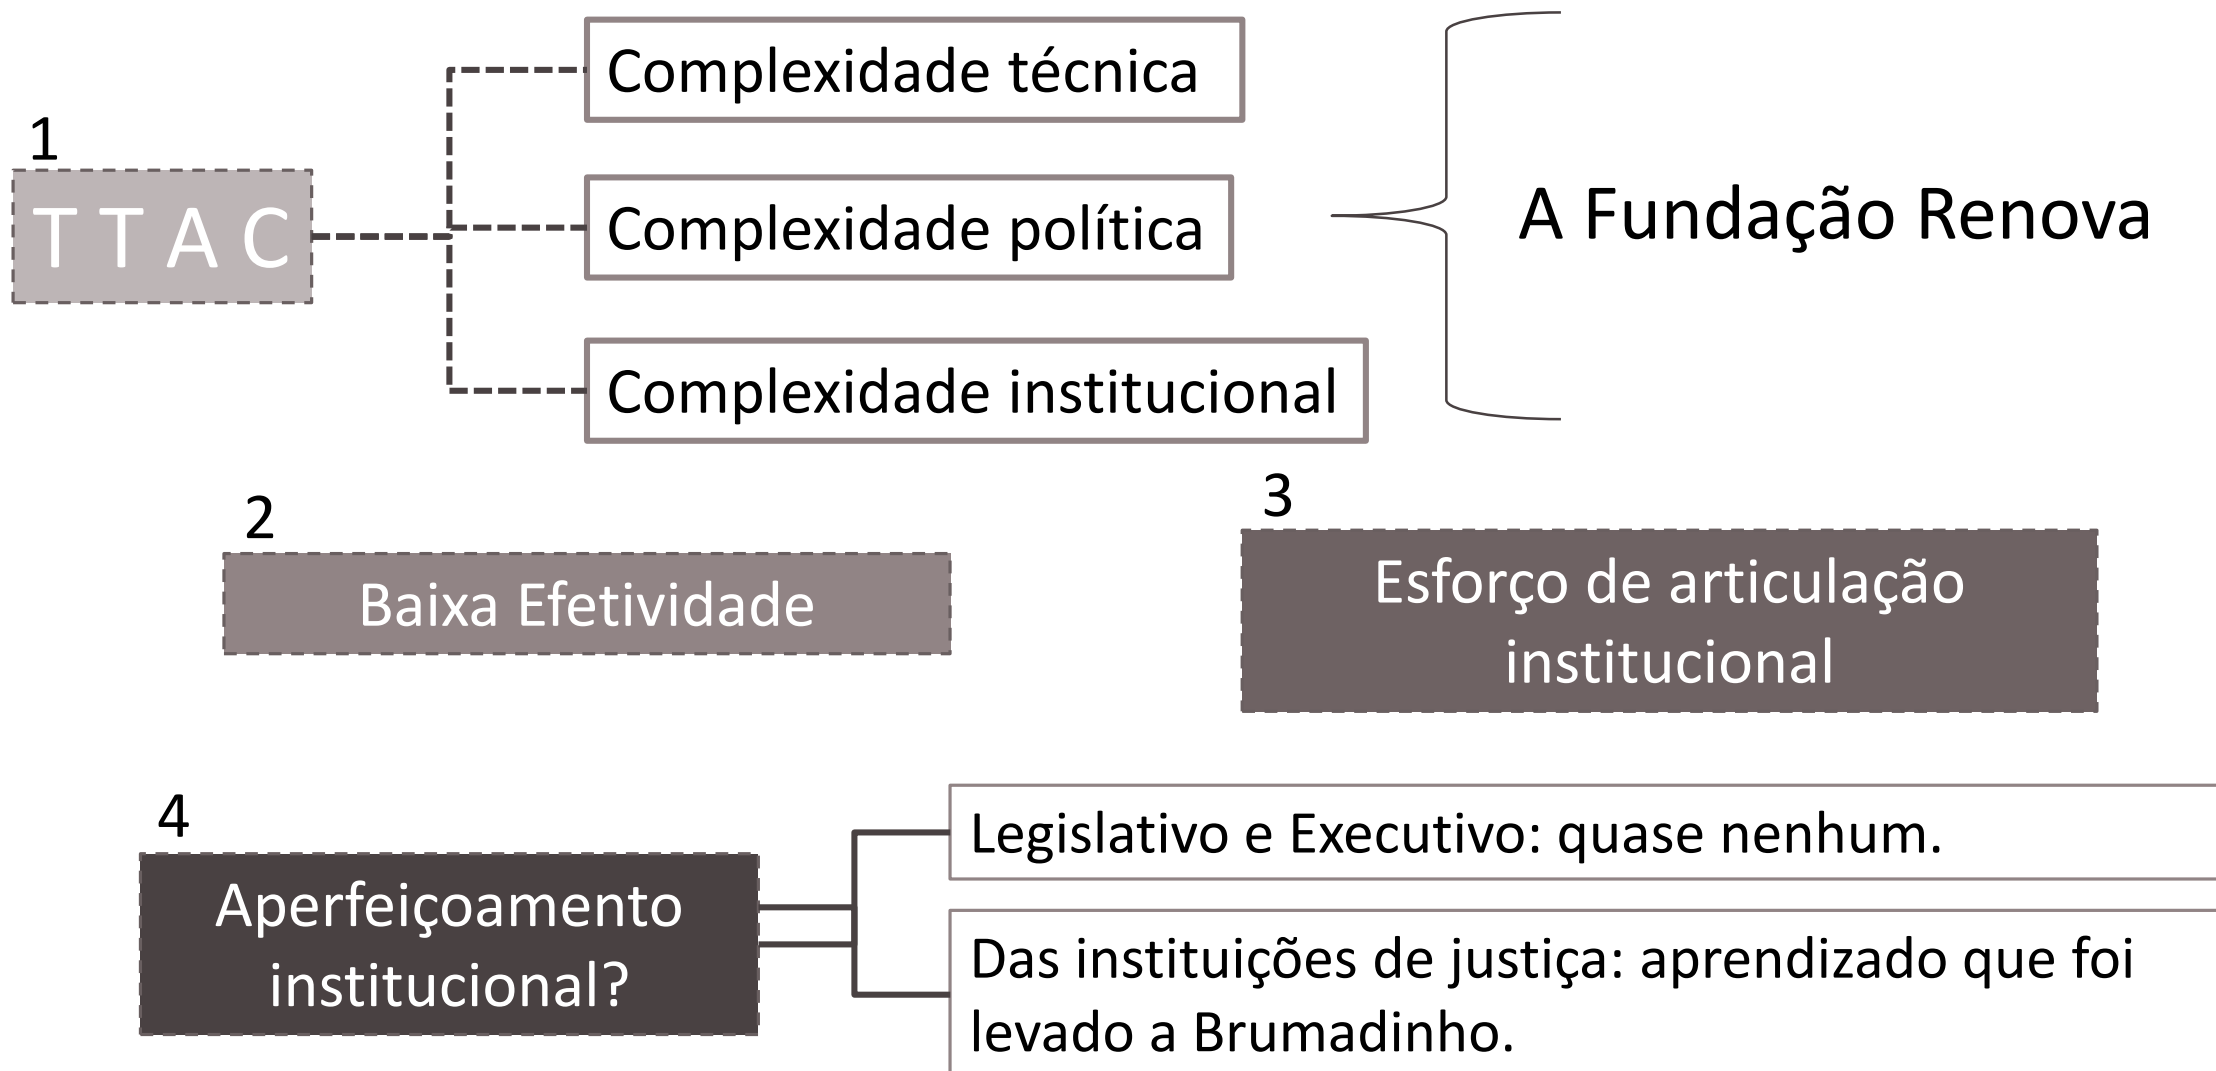 1
T T A C
Complexidade técnica
Complexidade política
Complexidade institucional
A Fundação Renova
2
Baixa Efetividade
3
Esforço de articulação
institucional
4
Aperfeiçoamento
institucional?
Legislativo e Executivo: quase nenhum.
Das instituições de justiça: aprendizado que foi
levado a Brumadinho.